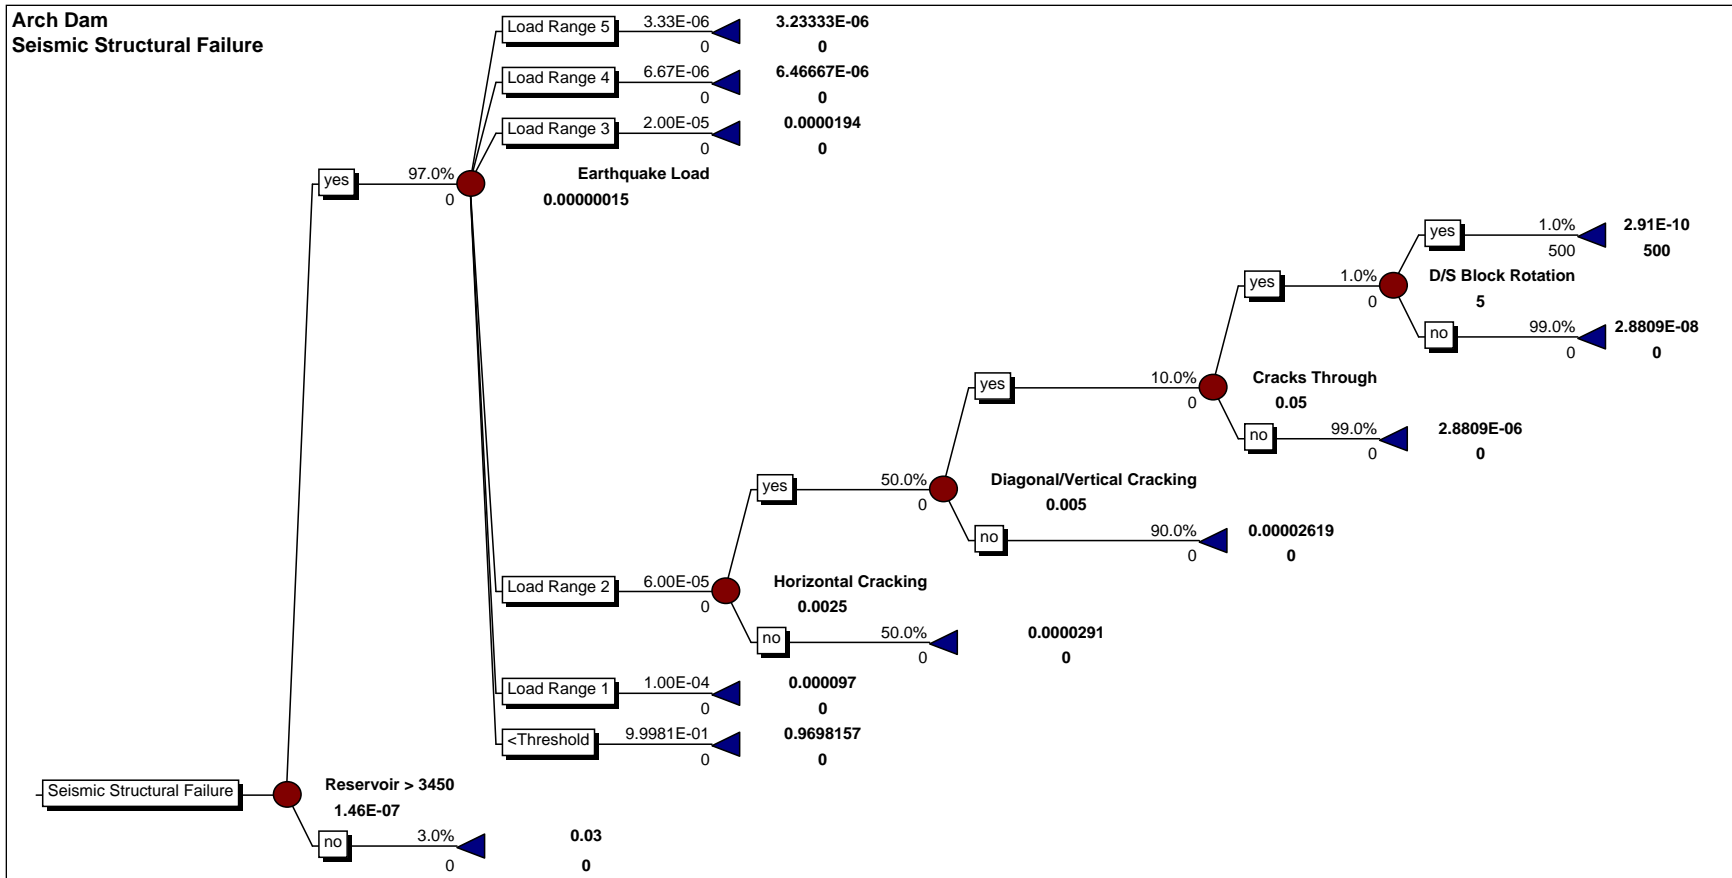 Arch Dam
Seismic Structural Failure
Load Range 5 3.33E-06 3.23333E-06
0 0
Load Range 4 6.67E-06 6.46667E-06
0 0
Load Range 3 2.00E-05 0.0000194
0 0
yes 97.0% Earthquake Load
0 0.00000015
yes 1.0% 2.91E-10
500 500
yes 1.0% D/S Block Rotation
0 5
no 99.0% 2.8809E-08
0 0
yes 10.0% Cracks Through
0 0.05
no 99.0% 2.8809E-06
0 0
yes 50.0% Diagonal/Vertical Cracking
0 0.005
no 90.0% 0.00002619
0 0
Load Range 2 6.00E-05 Horizontal Cracking
0 0.0025
no 50.0% 0.0000291
0 0
Load Range 1 1.00E-04 0.000097
0 0
<Threshold 9.9981E-01 0.9698157
0 0
Seismic Structural Failure Reservoir > 3450
1.46E-07
no 3.0% 0.03
0 0